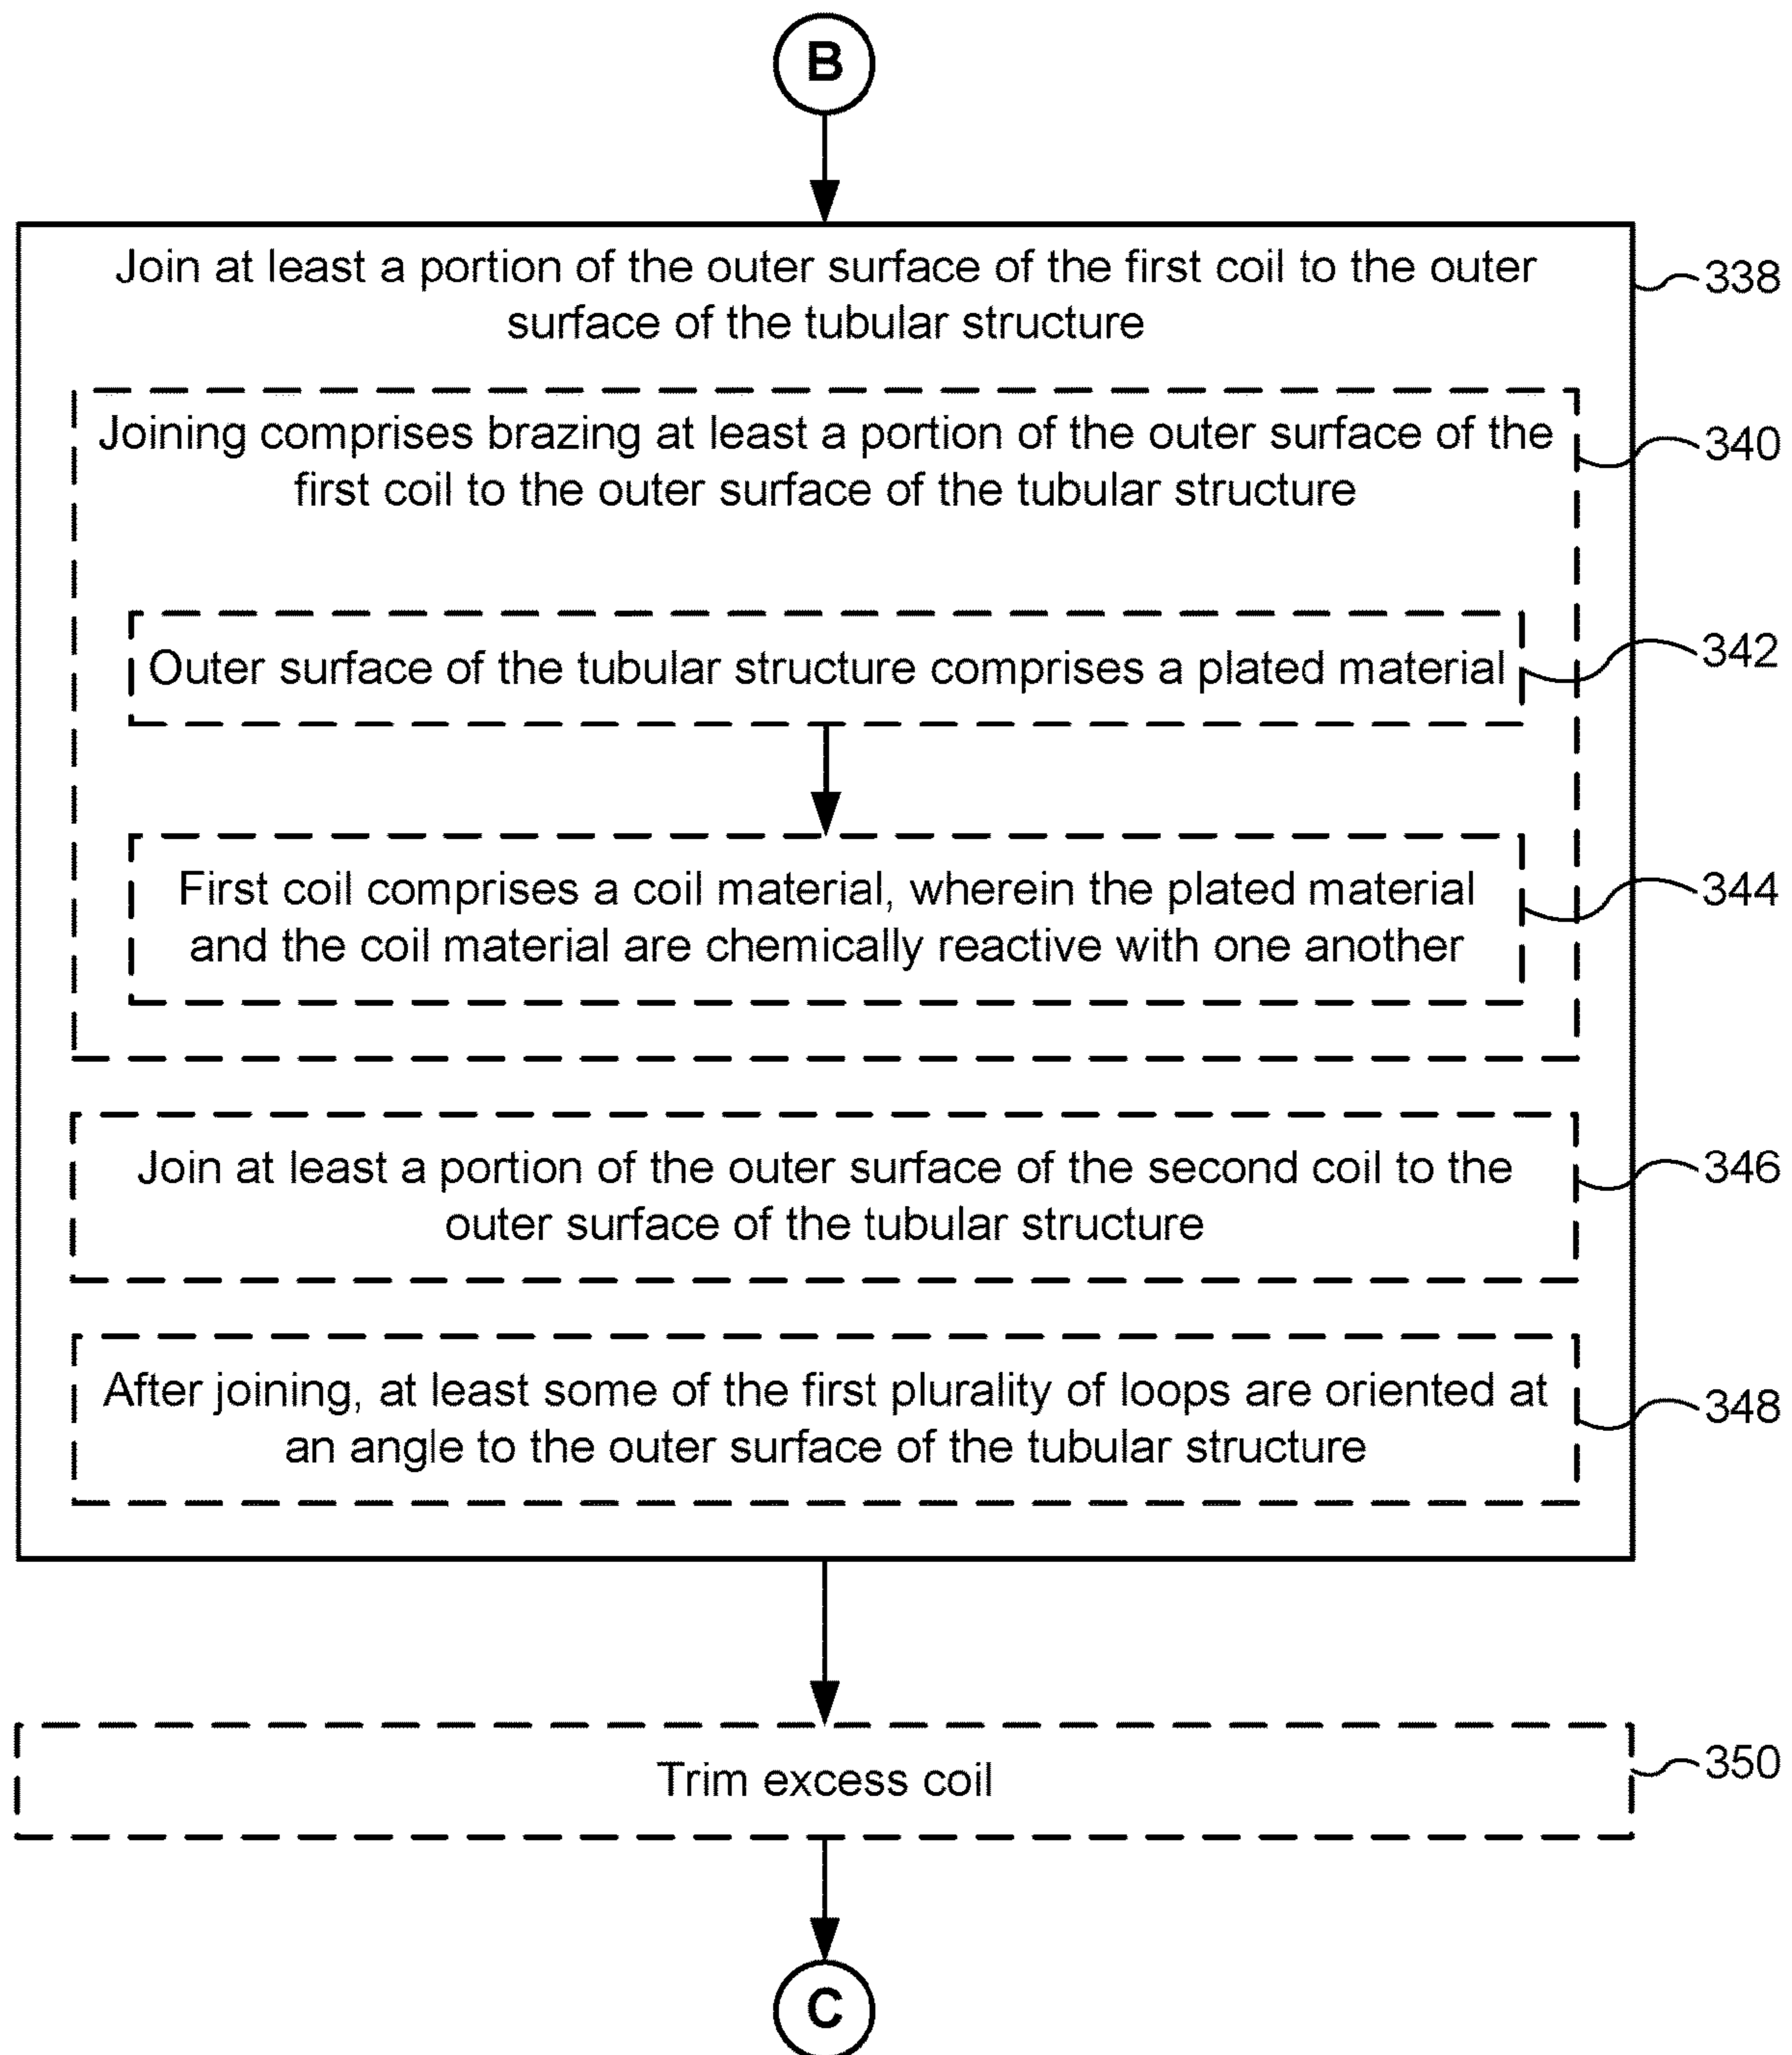 B
Join at least a portion of the outer surface of the first coil to the outer
surface of the tubular structure
338
Joining comprises brazing at least a portion of the outer surface of the
first coil to the outer surface of the tubular structure
340
Outer surface of the tubular structure comprises a plated material
342
First coil comprises a coil material, wherein the plated material
and the coil material are chemically reactive with one another
344
Join at least a portion of the outer surface of the second coil to the
outer surface of the tubular structure
346
After joining, at least some of the first plurality of loops are oriented at
an angle to the outer surface of the tubular structure
348
Trim excess coil
350
C